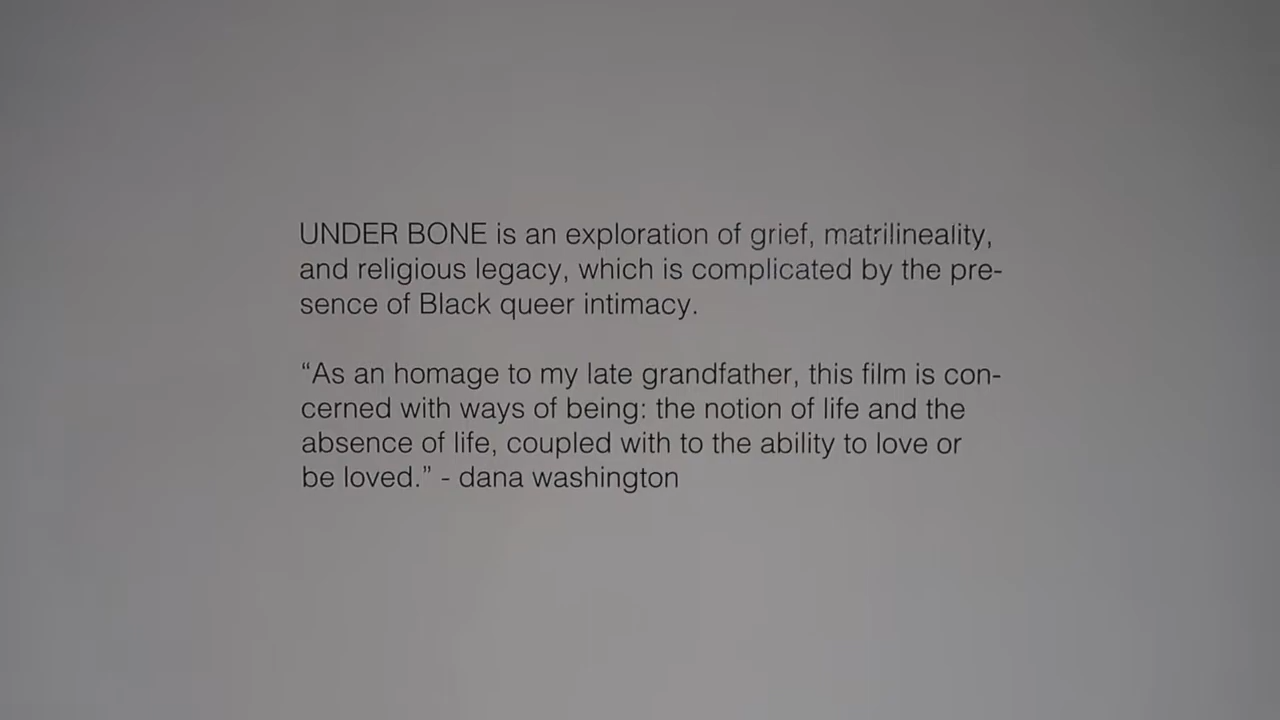 UNDER BONE is an exploration of grief, matrilineality,
and religious legacy, which is complicated by the pre-
sence of Black queer intimacy.
“As an homage to my late grandfather, this film is con-
cerned with ways of being: the notion of life and the
absence of life, coupled with to the ability to love or
be loved.” - dana washington